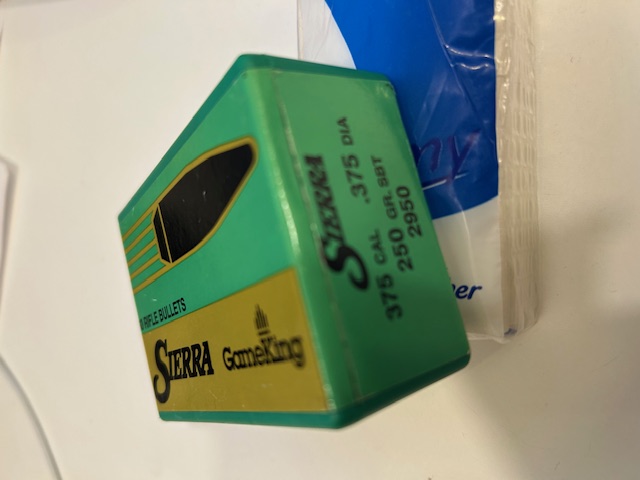 RIFLE BULLETS
SIERRA
GameKing
SIERRA
375 CAL. .375 DIA
250 GR. SBT
2950